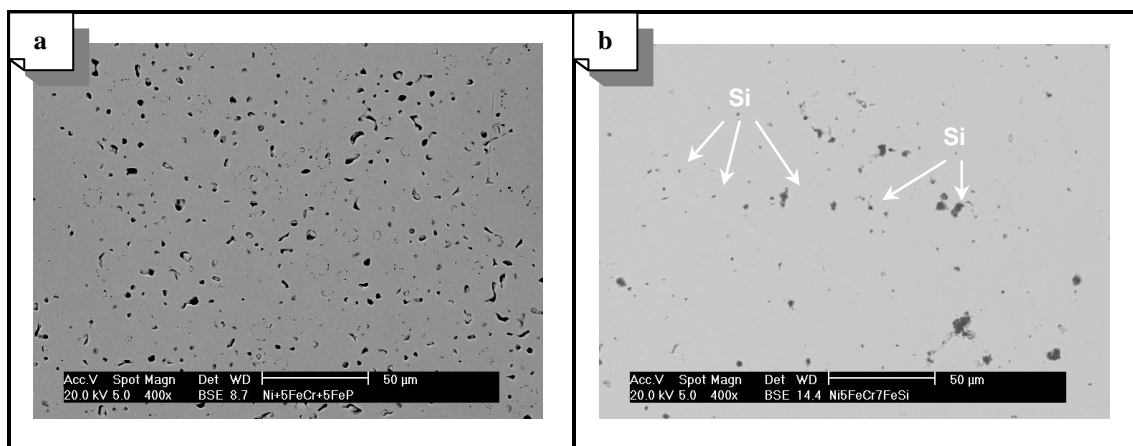 a
Acc.V Spot Magn Det WD 50 µm
20.0 kV 5.0 400x BSE 8.7 Ni+5FeCr+5FeP
b
Si
Si
Acc.V Spot Magn Det WD 50 µm
20.0 kV 5.0 400x BSE 14.4 Ni5FeCr7FeSi